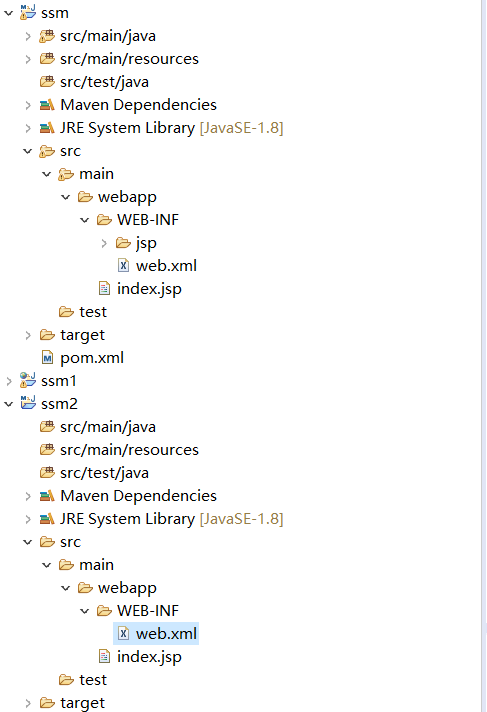 ssm
src/main/java
src/main/resources
src/test/java
Maven Dependencies
JRE System Library [JavaSE-1.8]
src
main
webapp
WEB-INF
jsp
web.xml
index.jsp
test
target
pom.xml
ssm1
ssm2
src/main/java
src/main/resources
src/test/java
Maven Dependencies
JRE System Library [JavaSE-1.8]
src
main
webapp
WEB-INF
web.xml
index.jsp
test
target